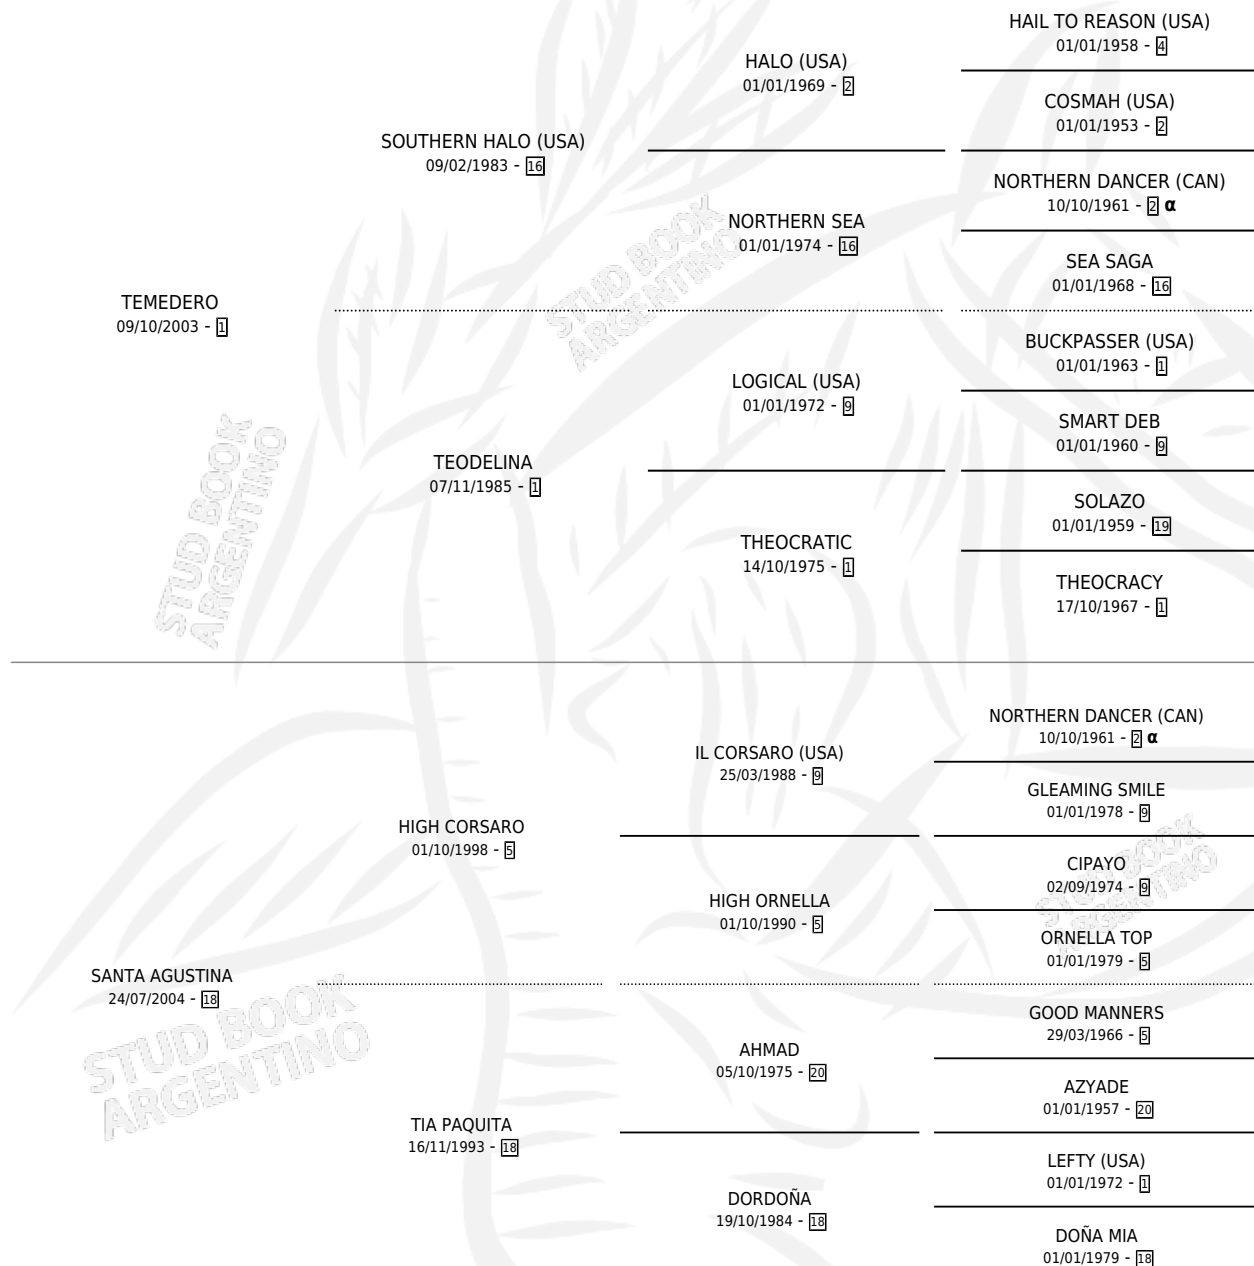 HAIL TO REASON (USA)
01/01/1958 - 4
HALO (USA)
01/01/1969 - 2
COSMAH (USA)
01/01/1953 - 2
SOUTHERN HALO (USA)
09/02/1983 - 16
NORTHERN DANCER (CAN)
10/10/1961 - 2 α
NORTHERN SEA
01/01/1974 - 16
SEA SAGA
01/01/1968 - 16
TEMEDERO
09/10/2003 - 1
BUCKPASSER (USA)
01/01/1963 - 1
LOGICAL (USA)
01/01/1972 - 9
SMART DEB
01/01/1960 - 9
TEODELINA
07/11/1985 - 1
SOLAZO
01/01/1959 - 19
THEOCRATIC
14/10/1975 - 1
THEOCRACY
17/10/1967 - 1
NORTHERN DANCER (CAN)
10/10/1961 - 2 α
IL CORSARO (USA)
25/03/1988 - 9
GLEAMING SMILE
01/01/1978 - 9
HIGH CORSARO
01/10/1998 - 5
CIPAYO
02/09/1974 - 9
HIGH ORNELLA
01/10/1990 - 5
ORNELLA TOP
01/01/1979 - 5
SANTA AGUSTINA
24/07/2004 - 18
GOOD MANNERS
29/03/1966 - 5
AHMAD
05/10/1975 - 20
AZYADE
01/01/1957 - 20
TIA PAQUITA
16/11/1993 - 18
LEFTY (USA)
01/01/1972 - 1
DORDOÑA
19/10/1984 - 18
DOÑA MIA
01/01/1979 - 18
STUD BOOK
ARGENTINO
STUD BOOK
ARGENTINO
STUD BOOK
ARGENTINO
STUD BOOK
ARGENTINO